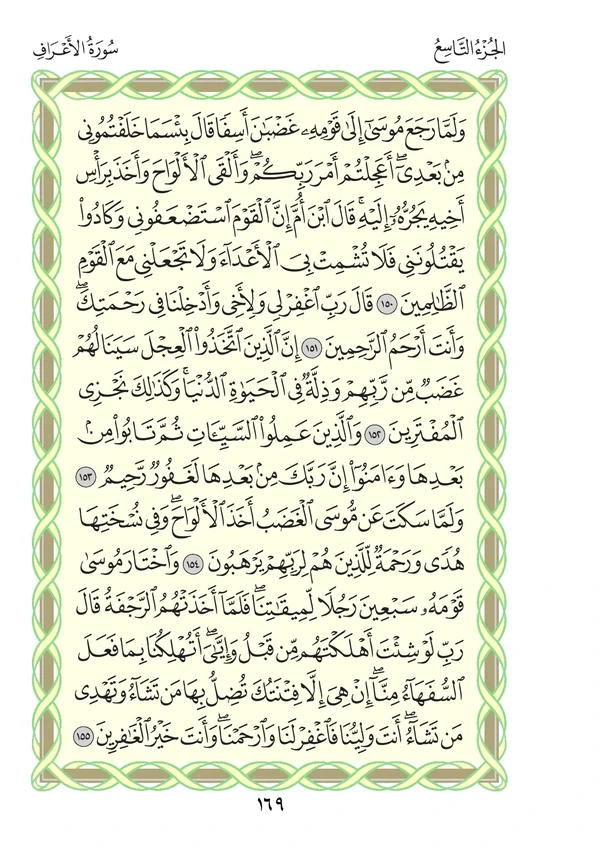 الجُزْءُ التَّاسِعُ
سُورَةُ الأَعْرَافِ
وَلَمَّا رَجَعَ مُوسَىٰٓ إِلَىٰ قَوْمِهِۦ غَضْبَٰنَ أَسِفٗا قَالَ بِئۡسَمَا خَلَفۡتُمُونِي
مِنۢ بَعۡدِيٓۖ أَعَجِلۡتُمۡ أَمۡرَ رَبِّكُمۡۖ وَأَلۡقَى ٱلۡأَلۡوَاحَ وَأَخَذَ بِرَأۡسِ
أَخِيهِ يَجُرُّهُۥٓ إِلَيۡهِۚ قَالَ ٱبۡنَ أُمَّ إِنَّ ٱلۡقَوۡمَ ٱسۡتَضۡعَفُونِي وَكَادُواْ
يَقۡتُلُونَنِي فَلَا تُشۡمِتۡ بِيَ ٱلۡأَعۡدَآءَ وَلَا تَجۡعَلۡنِي مَعَ ٱلۡقَوۡمِ
ٱلظَّٰلِمِينَ ١٥٠ قَالَ رَبِّ ٱغۡفِرۡ لِي وَلِأَخِي وَأَدۡخِلۡنَا فِي رَحۡمَتِكَۖ
وَأَنتَ أَرۡحَمُ ٱلرَّٰحِمِينَ ١٥١ إِنَّ ٱلَّذِينَ ٱتَّخَذُواْ ٱلۡعِجۡلَ سَيَنَالُهُمۡ
غَضَبٞ مِّن رَّبِّهِمۡ وَذِلَّةٞ فِي ٱلۡحَيَوٰةِ ٱلدُّنۡيَاۚ وَكَذَٰلِكَ نَجۡزِي
ٱلۡمُفۡتَرِينَ ١٥٢ وَٱلَّذِينَ عَمِلُواْ ٱلسَّيِّـَٔاتِ ثُمَّ تَابُواْ مِنۢ
بَعۡدِهَا وَءَامَنُوٓاْ إِنَّ رَبَّكَ مِنۢ بَعۡدِهَا لَغَفُورٞ رَّحِيمٞ ١٥٣
وَلَمَّا سَكَتَ عَن مُّوسَى ٱلۡغَضَبُ أَخَذَ ٱلۡأَلۡوَاحَۖ وَفِي نُسۡخَتِهَا
هُدٗى وَرَحۡمَةٞ لِّلَّذِينَ هُمۡ لِرَبِّهِمۡ يَرۡهَبُونَ ١٥٤ وَٱخۡتَارَ مُوسَىٰ
قَوۡمَهُۥ سَبۡعِينَ رَجُلٗا لِّمِيقَٰتِنَاۖ فَلَمَّآ أَخَذَتۡهُمُ ٱلرَّجۡفَةُ قَالَ
رَبِّ لَوۡ شِئۡتَ أَهۡلَكۡتَهُم مِّن قَبۡلُ وَإِيَّٰيَۖ أَتُهۡلِكُنَا بِمَا فَعَلَ
ٱلسُّفَهَآءُ مِنَّآۖ إِنۡ هِيَ إِلَّا فِتۡنَتُكَ تُضِلُّ بِهَا مَن تَشَآءُ وَتَهۡدِي
مَن تَشَآءُۖ أَنتَ وَلِيُّنَا فَٱغۡفِرۡ لَنَا وَٱرۡحَمۡنَاۖ وَأَنتَ خَيۡرُ ٱلۡغَٰفِرِينَ ١٥٥
١٦٩